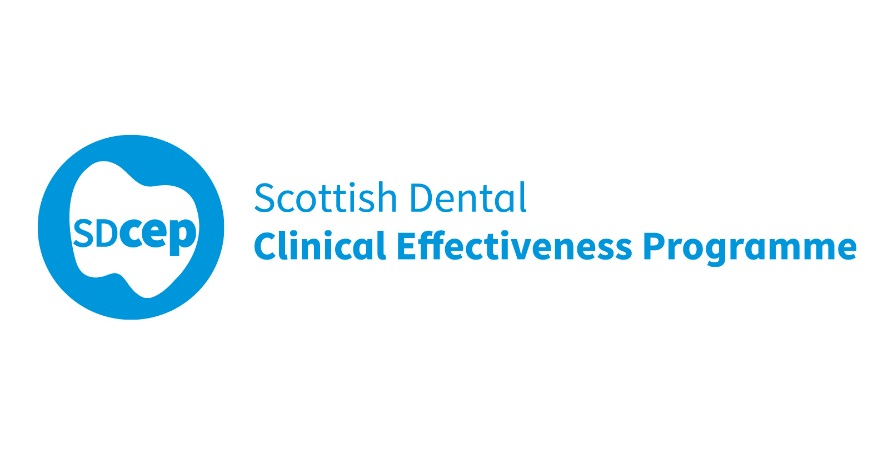 SDcep
Scottish Dental
Clinical Effectiveness Programme